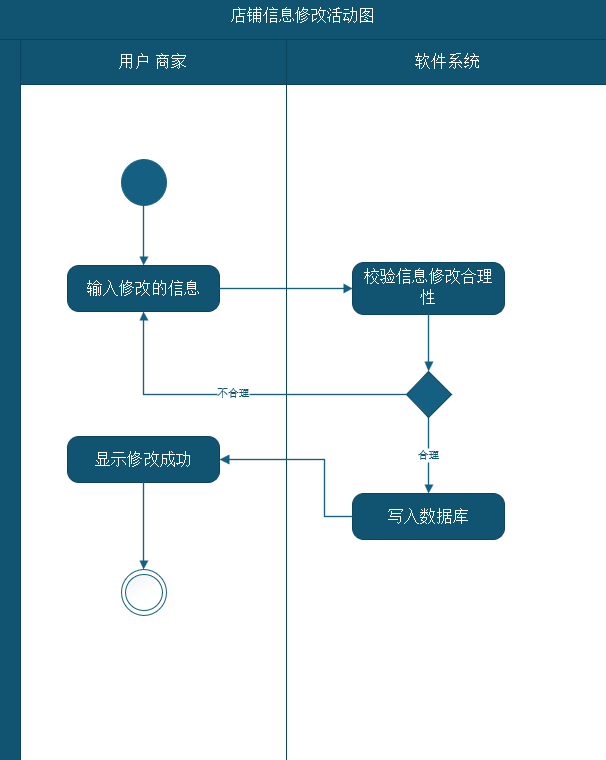 店铺信息修改活动图
用户 商家
软件系统
输入修改的信息
校验信息修改合理
性
不合理
合理
显示修改成功
写入数据库